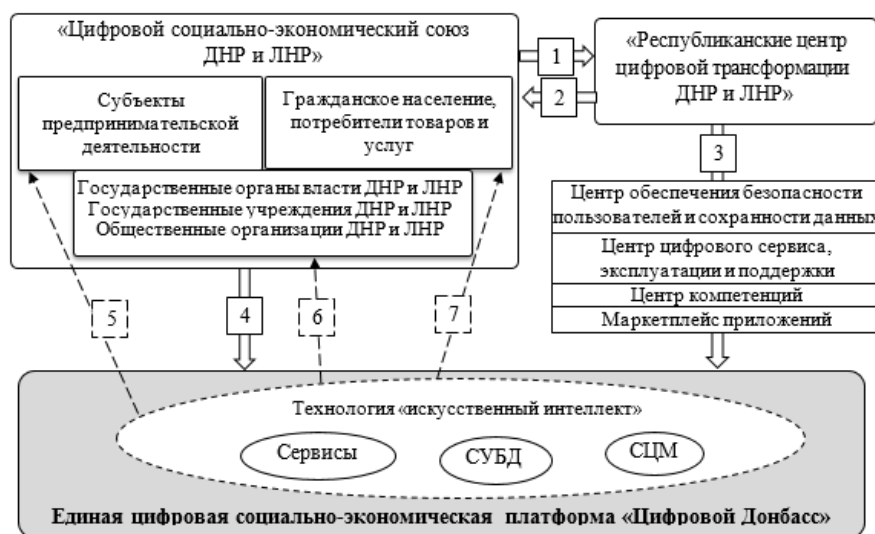 «Цифровой социально-экономический союз
ДНР и ЛНР»
Субъекты
предпринимательской
деятельности
Гражданское население,
потребители товаров и
услуг
Государственные органы власти ДНР и ЛНР
Государственные учреждения ДНР и ЛНР
Общественные организации ДНР и ЛНР
1
2
«Республиканские центр
цифровой трансформации
ДНР и ЛНР»
3
Центр обеспечения безопасности
пользователей и сохранности данных
Центр цифрового сервиса,
эксплуатации и поддержки
Центр компетенций
Маркетплейс приложений
5
4
6
7
Технология «искусственный интеллект»
Сервисы
СУБД
СЦМ
Единая цифровая социально-экономическая платформа «Цифровой Донбасс»